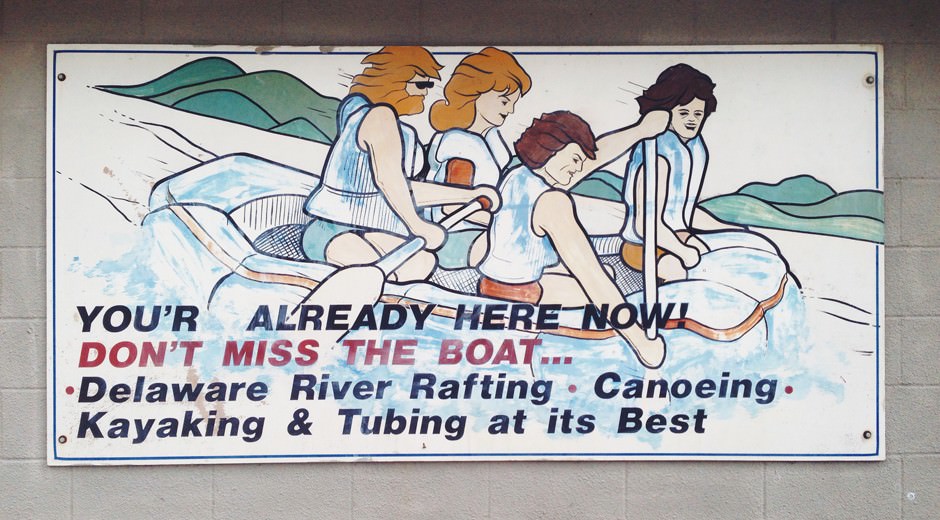 YOU'R ALREADY HERE NOW!
DON'T MISS THE BOAT...
•Delaware River Rafting • Canoeing•
Kayaking & Tubing at its Best